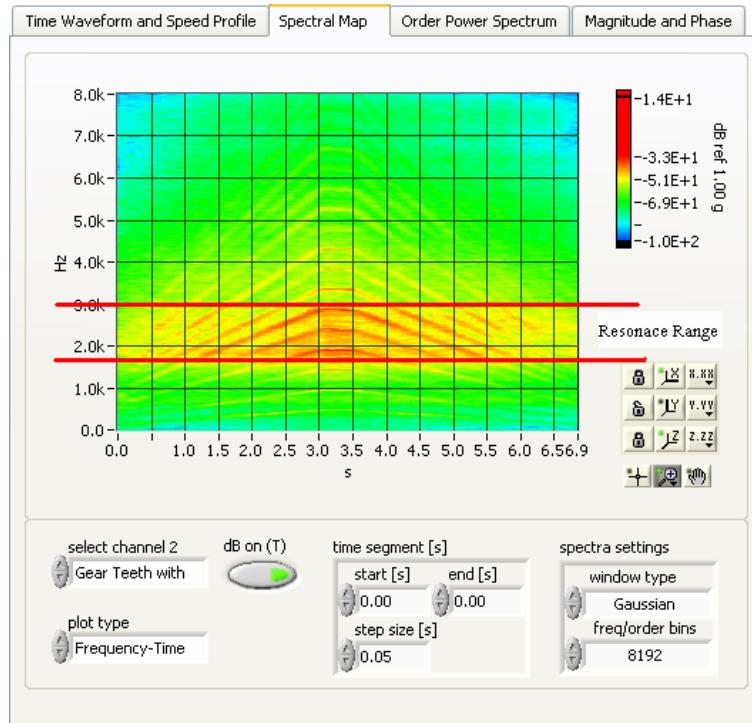 Time Waveform and Speed Profile Spectral Map Order Power Spectrum Magnitude and Phase
8.0k
7.0k
6.0k
5.0k
4.0k
3.0k
2.0k
1.0k
0.0
Hz
0.0 1.0 1.5 2.0 2.5 3.0 3.5 4.0 4.5 5.0 5.5 6.0 6.56.9
s
-1.4E+1
-3.3E+1
-5.1E+1
-6.9E+1
-1.0E+2
dB ref 1.00 g
Resonace Range
X X.XX
Y Y.YY
Z Z.ZZ
select channel 2
Gear Teeth with
plot type
Frequency-Time
dB on (T)
time segment [s]
start [s] end [s]
0.00 0.00
step size [s]
0.05
spectra settings
window type
Gaussian
freq/order bins
8192